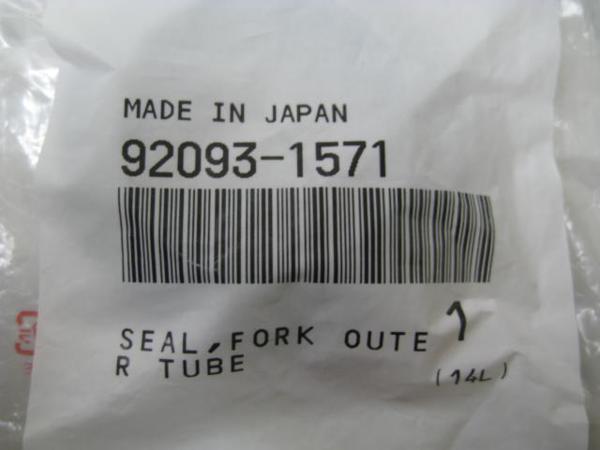 MADE IN JAPAN
92093-1571
SEAL,FORK OUTE 1
R TUBE (14L)